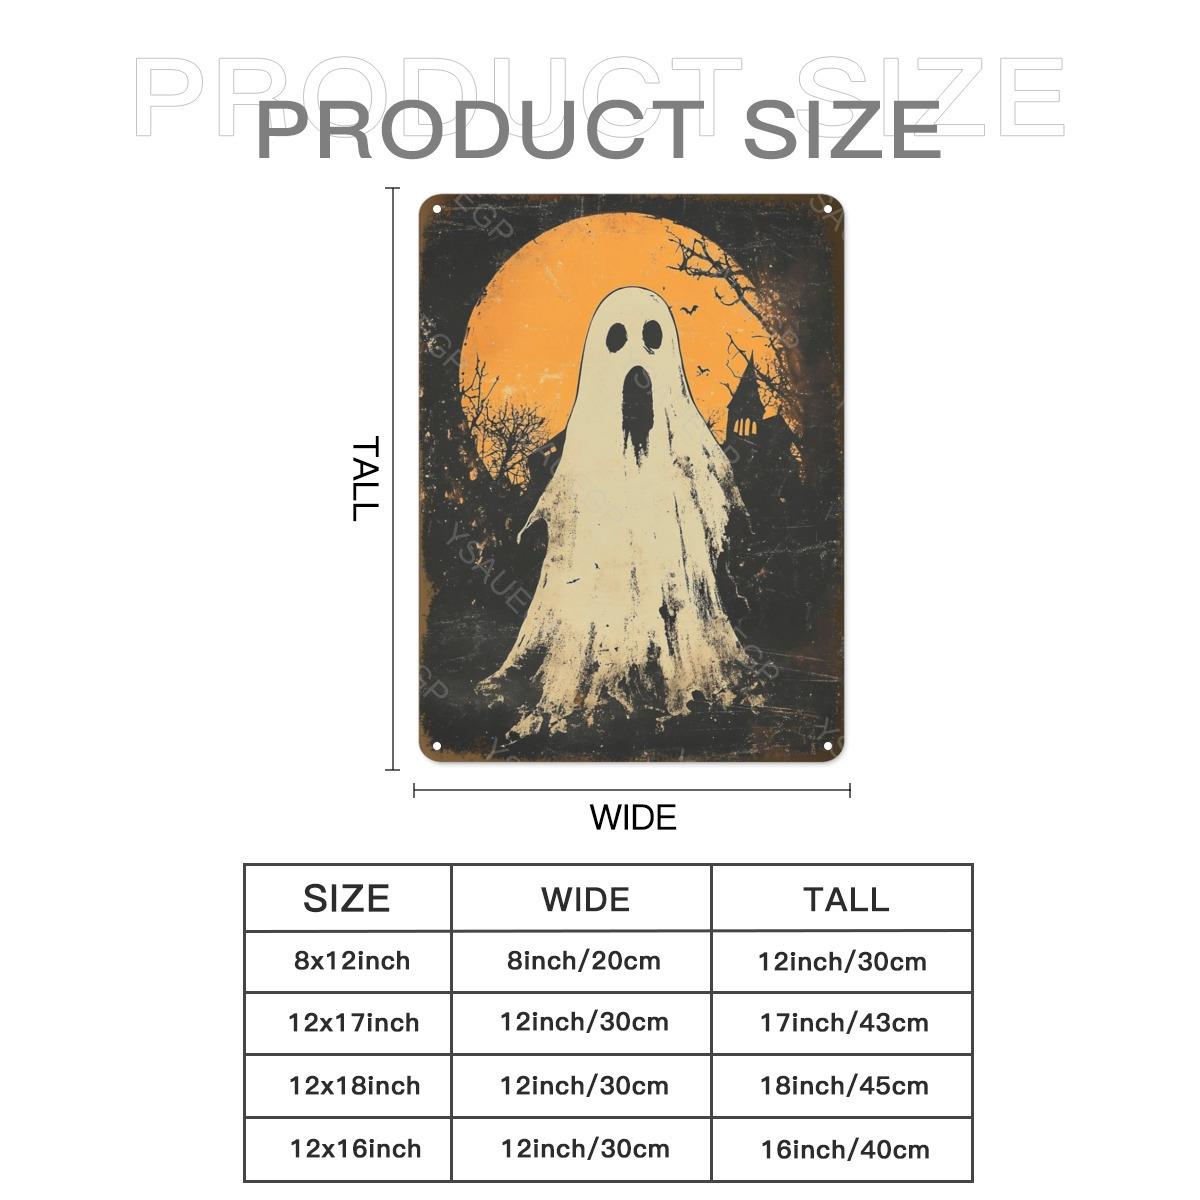 PRODUCT SIZE
PRODUCT SIZE
TALL
WIDE
SIZE WIDE TALL
8x12inch 8inch/20cm 12inch/30cm
12x17inch 12inch/30cm 17inch/43cm
12x18inch 12inch/30cm 18inch/45cm
12x16inch 12inch/30cm 16inch/40cm